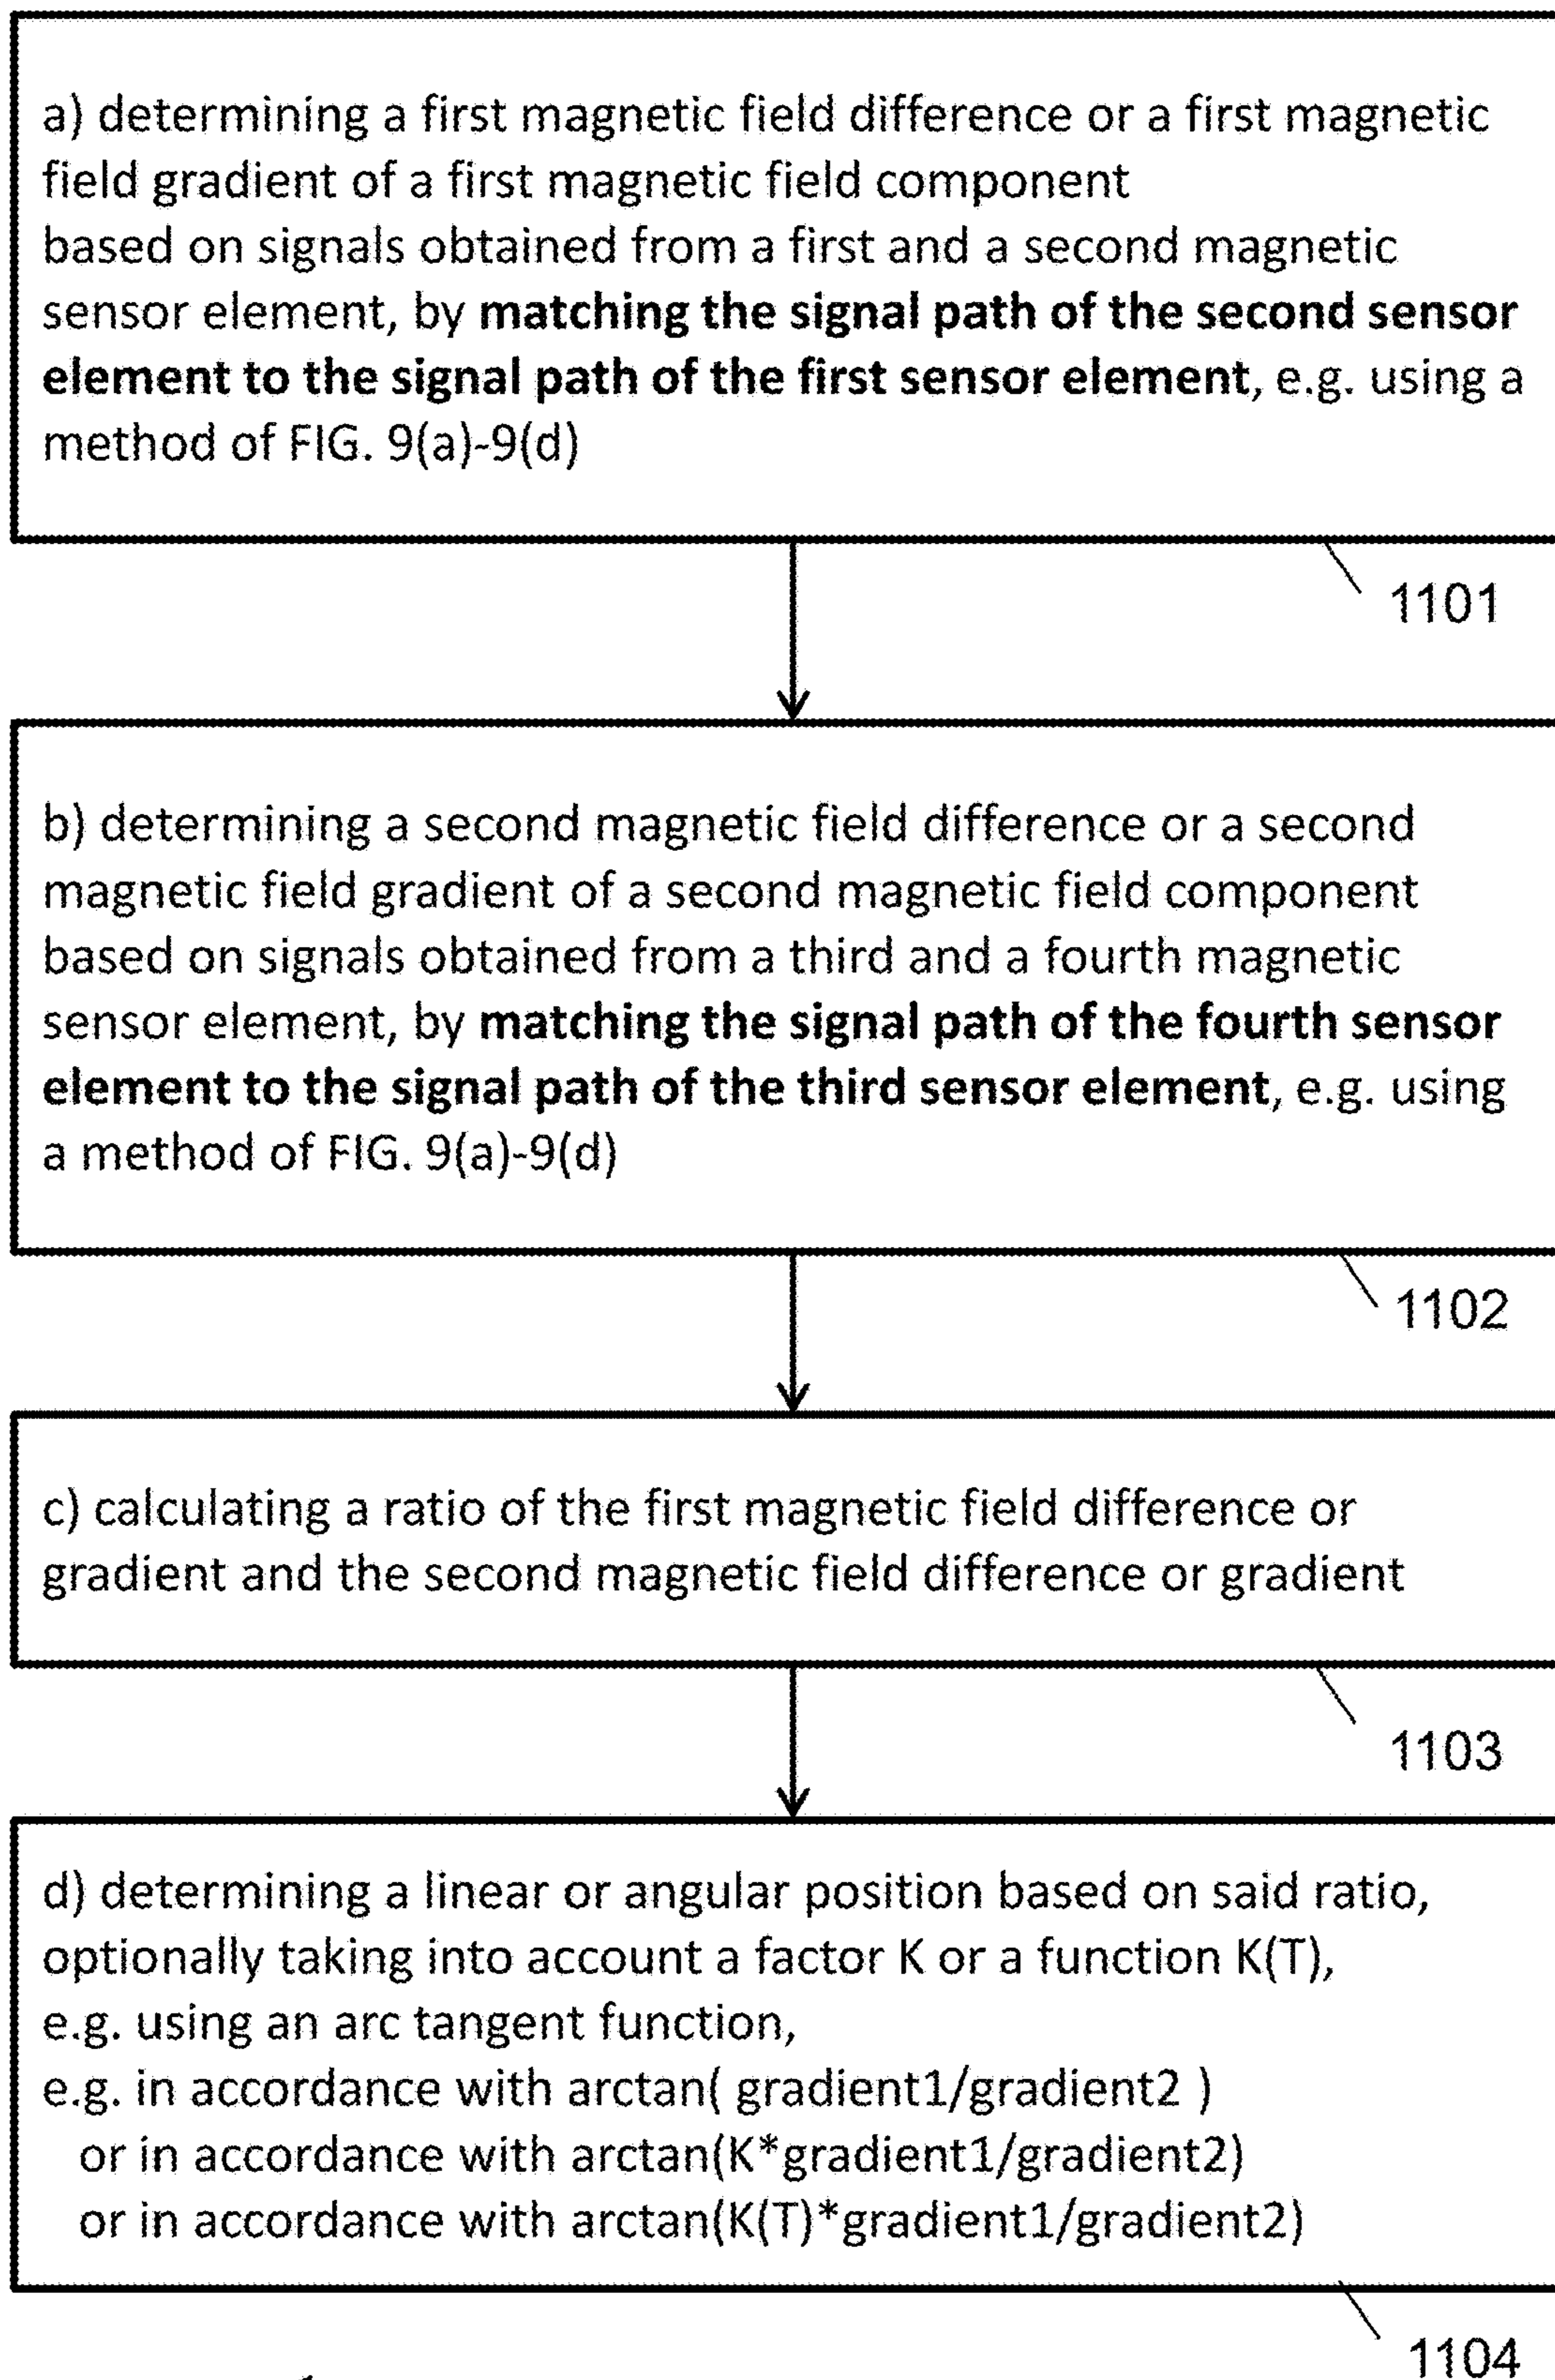 a) determining a first magnetic field difference or a first magnetic
field gradient of a first magnetic field component
based on signals obtained from a first and a second magnetic
sensor element, by matching the signal path of the second sensor
element to the signal path of the first sensor element, e.g. using a
method of FIG. 9(a)-9(d)
1101
b) determining a second magnetic field difference or a second
magnetic field gradient of a second magnetic field component
based on signals obtained from a third and a fourth magnetic
sensor element, by matching the signal path of the fourth sensor
element to the signal path of the third sensor element, e.g. using
a method of FIG. 9(a)-9(d)
1102
c) calculating a ratio of the first magnetic field difference or
gradient and the second magnetic field difference or gradient
1103
d) determining a linear or angular position based on said ratio,
optionally taking into account a factor K or a function K(T),
e.g. using an arc tangent function,
e.g. in accordance with arctan( gradient1/gradient2 )
or in accordance with arctan(K*gradient1/gradient2)
or in accordance with arctan(K(T)*gradient1/gradient2)
1104